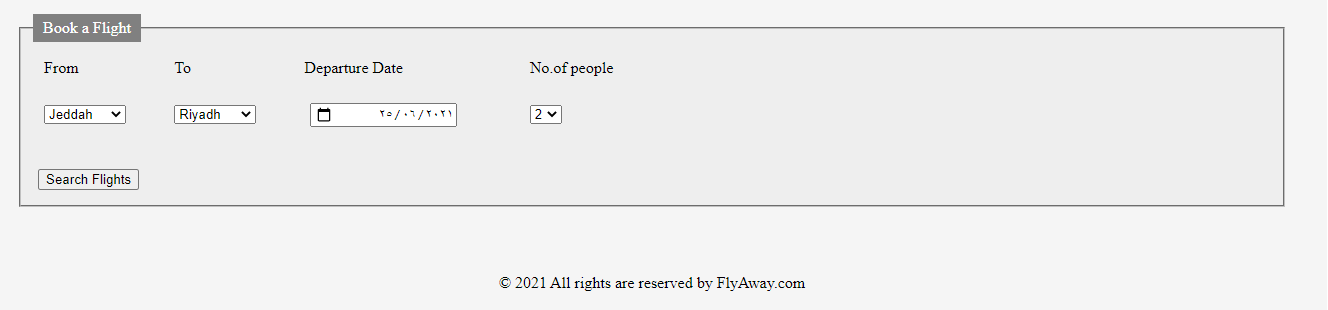 Book a Flight
From To Departure Date No.of people
Jeddah Riyadh ٢٥/٠٦/٢٠٢١ 2
Search Flights
© 2021 All rights are reserved by FlyAway.com